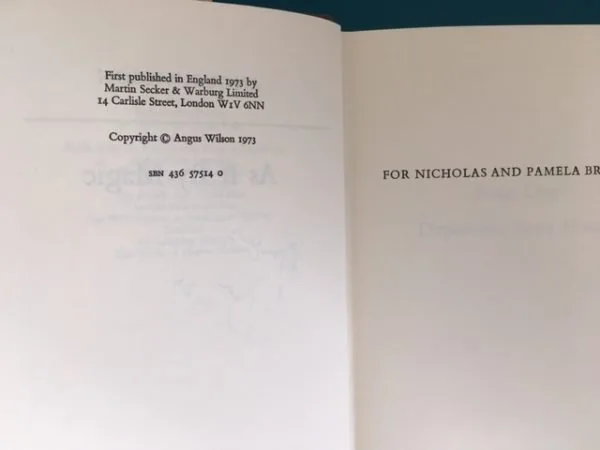 First published in England 1973 by
Martin Secker & Warburg Limited
14 Carlisle Street, London W1V 6NN
Copyright © Angus Wilson 1973
SBN 436 57514 0
FOR NICHOLAS AND PAMELA BR